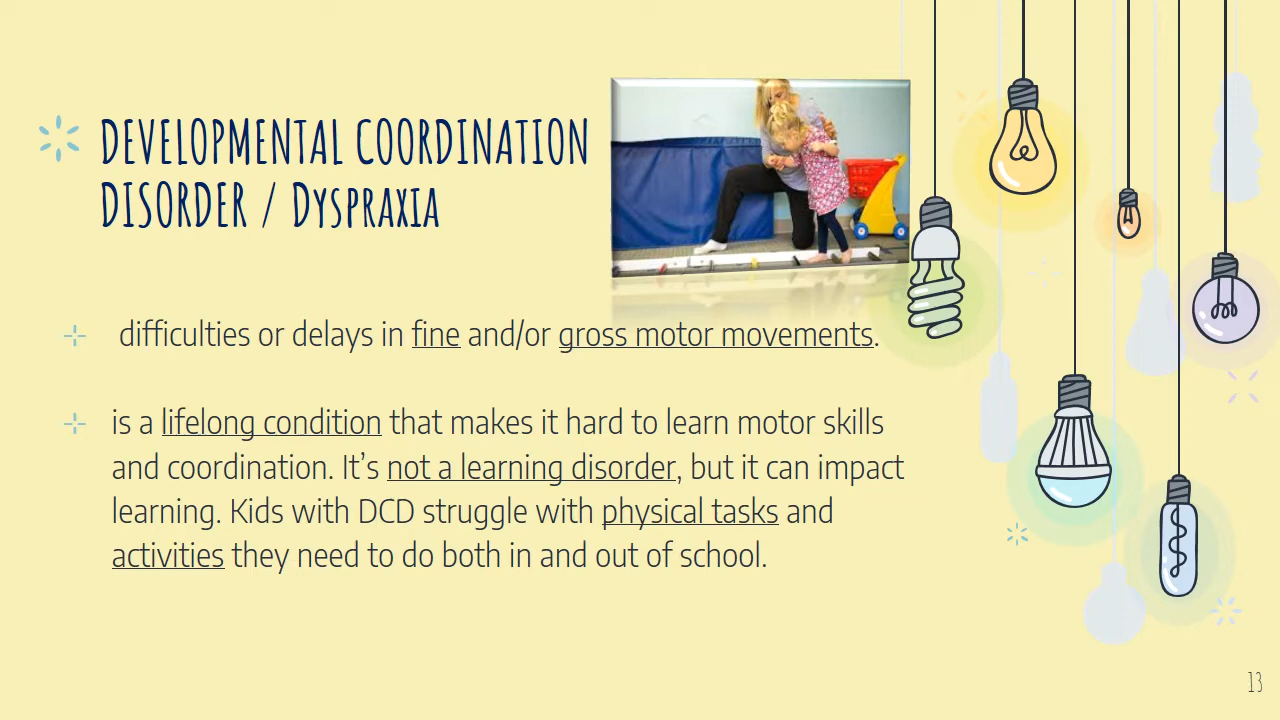 DEVELOPMENTAL COORDINATION
DISORDER / Dyspraxia
difficulties or delays in fine and/or gross motor movements.
is a lifelong condition that makes it hard to learn motor skills
and coordination. It’s not a learning disorder, but it can impact
learning. Kids with DCD struggle with physical tasks and
activities they need to do both in and out of school.
13